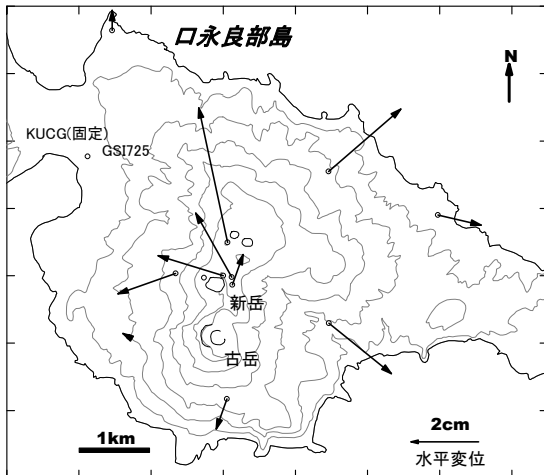 口永良部島
N
KUCG(固定)
GSI725
新岳
古岳
1km
2cm
水平変位